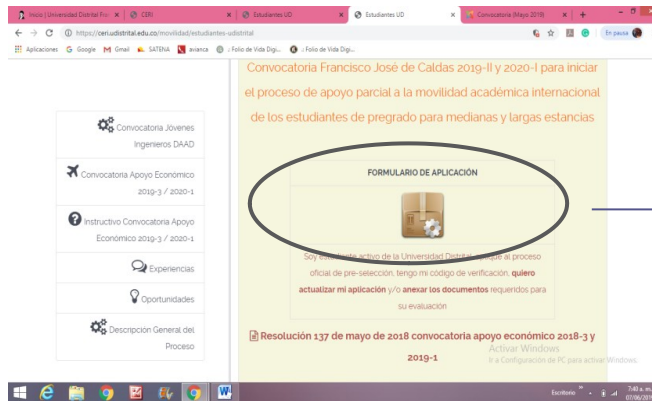 Inicio | Universidad Distrital Fran
CERI
Estudiantes UD
Estudiantes UD
Convocatoria (Mayo 2019)
https://ceri.udistrital.edu.co/movilidad/estudiantes-udistrital
En pausa
Aplicaciones
Google
Gmail
SATENA
avianca
:: Folio de Vida Digi...
:: Folio de Vida Digi...
Convocatoria Francisco José de Caldas 2019-II y 2020-I para iniciar
el proceso de apoyo parcial a la movilidad académica internacional
de los estudiantes de pregrado para medianas y largas estancias
Convocatoria Jóvenes
Ingenieros DAAD
Convocatoria Apoyo Económico
2019-3 / 2020-1
Instructivo Convocatoria Apoyo
Económico 2019-3 / 2020-1
Experiencias
Oportunidades
Descripción General del
Proceso
FORMULARIO DE APLICACIÓN
Soy estudiante activo de la Universidad Distrital, al proceso
oficial de pre-selección, tengo mi código de verificación, quiero
actualizar mi aplicación y/o anexar los documentos requeridos para
su evaluación
Resolución 137 de mayo de 2018 convocatoria apoyo económico 2018-3 y
2019-1
Activar Windows
Ir a Configuración de PC para activar Windows.
Escritorio
7:40 a. m.